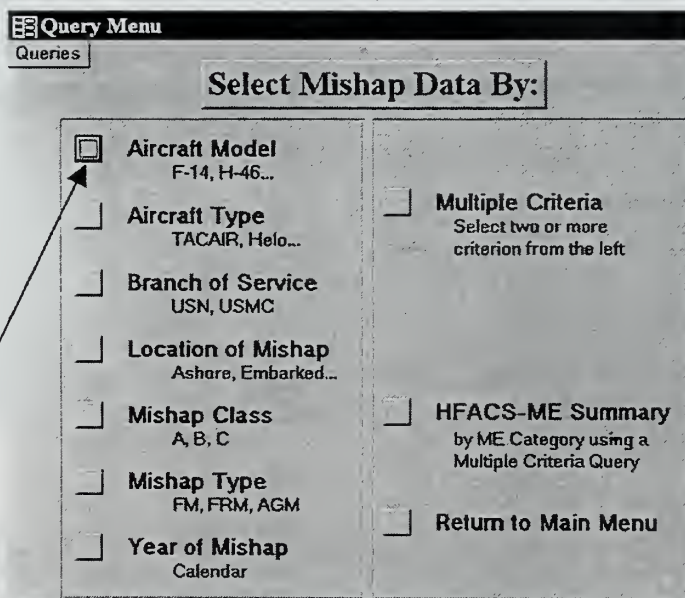 Query Menu
Queries
Select Mishap Data By:
Aircraft Model
F-14, H-46...
Aircraft Type
TACAIR, Helo...
Branch of Service
USN, USMC
Location of Mishap
Ashore, Embarked...
Mishap Class
A, B, C
Mishap Type
FM, FRM, AGM
Year of Mishap
Calendar
Multiple Criteria
Select two or more
criterion from the left
HFACS-ME Summary
by ME Category using a
Multiple Criteria Query
Return to Main Menu